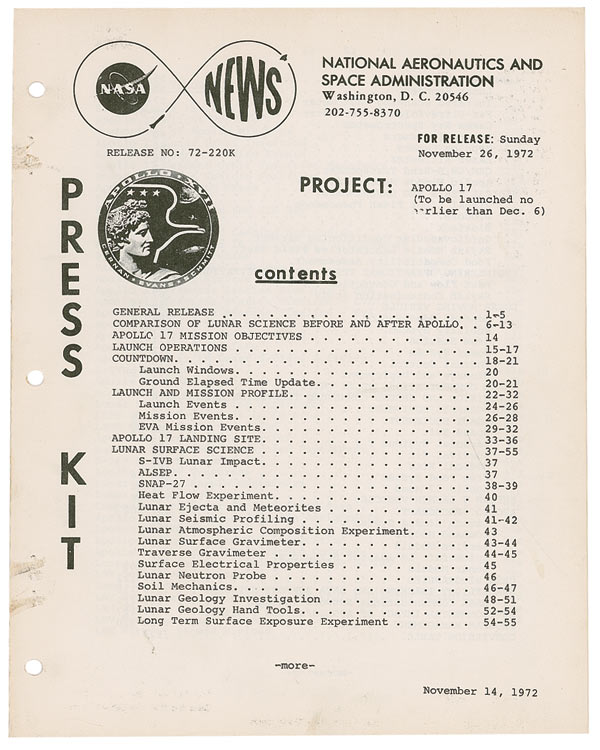 NASA
NEWS
NATIONAL AERONAUTICS AND
SPACE ADMINISTRATION
Washington, D. C. 20546
202-755-8370
FOR RELEASE: Sunday
November 26, 1972
RELEASE NO: 72-220K
PRESS KIT
APOLLO XVII
CERNAN • EVANS • SCHMITT
PROJECT: APOLLO 17
(To be launched no
earlier than Dec. 6)
contents
GENERAL RELEASE . . . . . . . . . . . . . . . . . . . . . 1-5
COMPARISON OF LUNAR SCIENCE BEFORE AND AFTER APOLLO. . 6-13
APOLLO 17 MISSION OBJECTIVES . . . . . . . . . . . . . . 14
LAUNCH OPERATIONS . . . . . . . . . . . . . . . . . . . . 15-17
COUNTDOWN. . . . . . . . . . . . . . . . . . . . . . . . 18-21
Launch Windows. . . . . . . . . . . . . . . . . . . . 20
Ground Elapsed Time Update. . . . . . . . . . . . . . 20-21
LAUNCH AND MISSION PROFILE. . . . . . . . . . . . . . . . 22-32
Launch Events . . . . . . . . . . . . . . . . . . . . 24-26
Mission Events. . . . . . . . . . . . . . . . . . . . 26-28
EVA Mission Events. . . . . . . . . . . . . . . . . . 29-32
APOLLO 17 LANDING SITE. . . . . . . . . . . . . . . . . . 33-36
LUNAR SURFACE SCIENCE . . . . . . . . . . . . . . . . . . 37-55
S-IVB Lunar Impact. . . . . . . . . . . . . . . . . . 37
ALSEP. . . . . . . . . . . . . . . . . . . . . . . . 37
SNAP-27 . . . . . . . . . . . . . . . . . . . . . . . 38-39
Heat Flow Experiment. . . . . . . . . . . . . . . . . 40
Lunar Ejecta and Meteorites . . . . . . . . . . . . . 41
Lunar Seismic Profiling . . . . . . . . . . . . . . . 41-42
Lunar Atmospheric Composition Experiment. . . . . . . 43
Lunar Surface Gravimeter. . . . . . . . . . . . . . . 43-44
Traverse Gravimeter . . . . . . . . . . . . . . . . . 44-45
Surface Electrical Properties . . . . . . . . . . . . 45
Lunar Neutron Probe . . . . . . . . . . . . . . . . . 46
Soil Mechanics. . . . . . . . . . . . . . . . . . . . 46-47
Lunar Geology Investigation . . . . . . . . . . . . . 48-51
Lunar Geology Hand Tools. . . . . . . . . . . . . . . 52-54
Long Term Surface Exposure Experiment . . . . . . . . 54-55
-more-
November 14, 1972